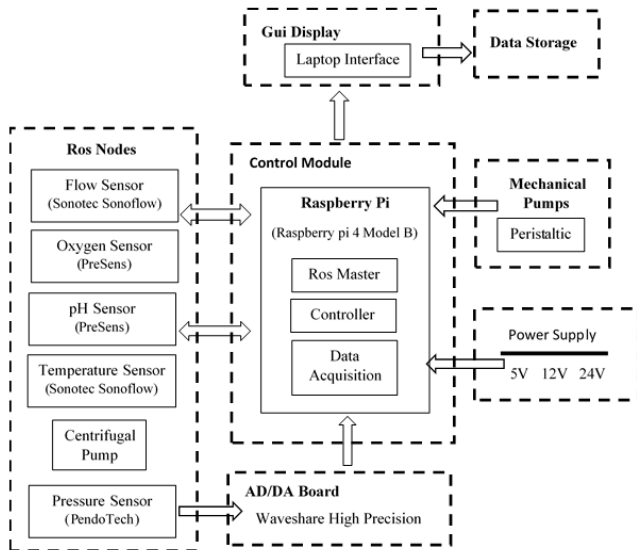 Gui Display
Laptop Interface
Data Storage
Ros Nodes
Flow Sensor
(Sonotec Sonoflow)
Oxygen Sensor
(PreSens)
pH Sensor
(PreSens)
Temperature Sensor
(Sonotec Sonoflow)
Centrifugal
Pump
Pressure Sensor
(PendoTech)
Control Module
Raspberry Pi
(Raspberry pi 4 Model B)
Ros Master
Controller
Data
Acquisition
Mechanical
Pumps
Peristaltic
Power Supply
5V 12V 24V
AD/DA Board
Waveshare High Precision